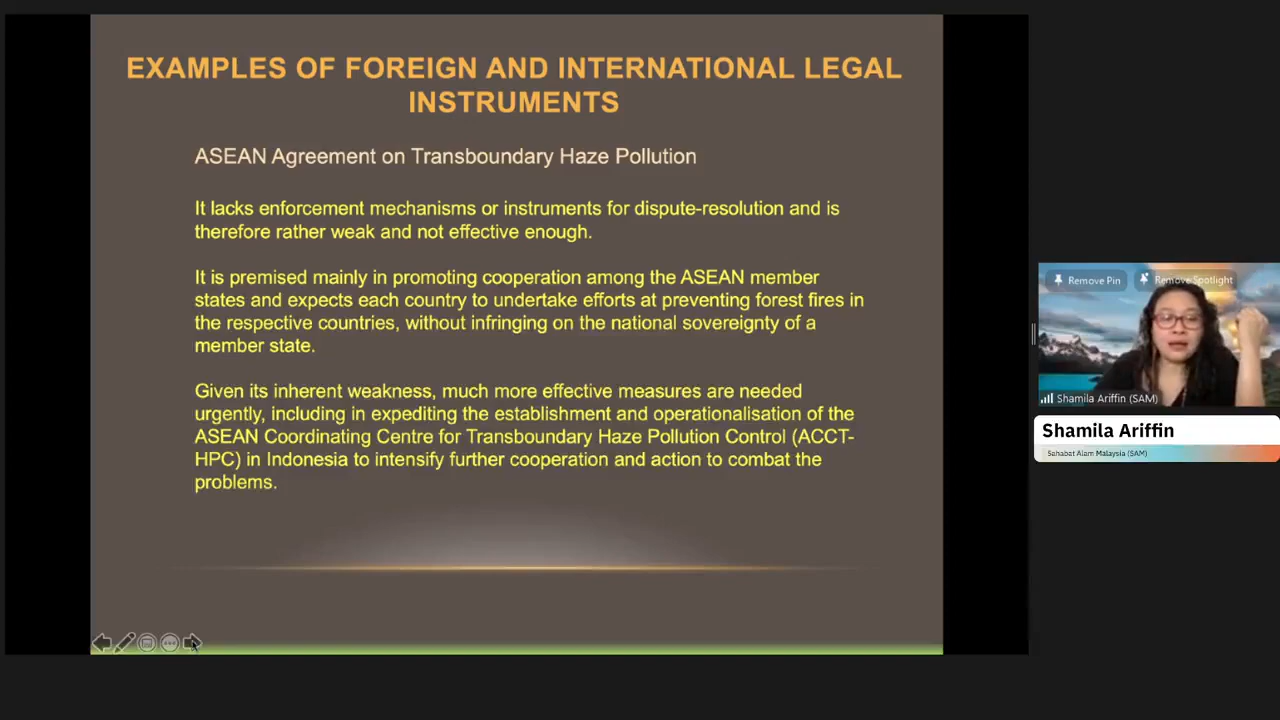 EXAMPLES OF FOREIGN AND INTERNATIONAL LEGAL
INSTRUMENTS
ASEAN Agreement on Transboundary Haze Pollution
It lacks enforcement mechanisms or instruments for dispute-resolution and is
therefore rather weak and not effective enough.
It is premised mainly in promoting cooperation among the ASEAN member
states and expects each country to undertake efforts at preventing forest fires in
the respective countries, without infringing on the national sovereignty of a
member state.
Given its inherent weakness, much more effective measures are needed
urgently, including in expediting the establishment and operationalisation of the
ASEAN Coordinating Centre for Transboundary Haze Pollution Control (ACCT-
HPC) in Indonesia to intensify further cooperation and action to combat the
problems.
Remove Pin
Remove Spotlight
Shamila Ariffin (SAM)
Shamila Ariffin
Sahabat Alam Malaysia (SAM)